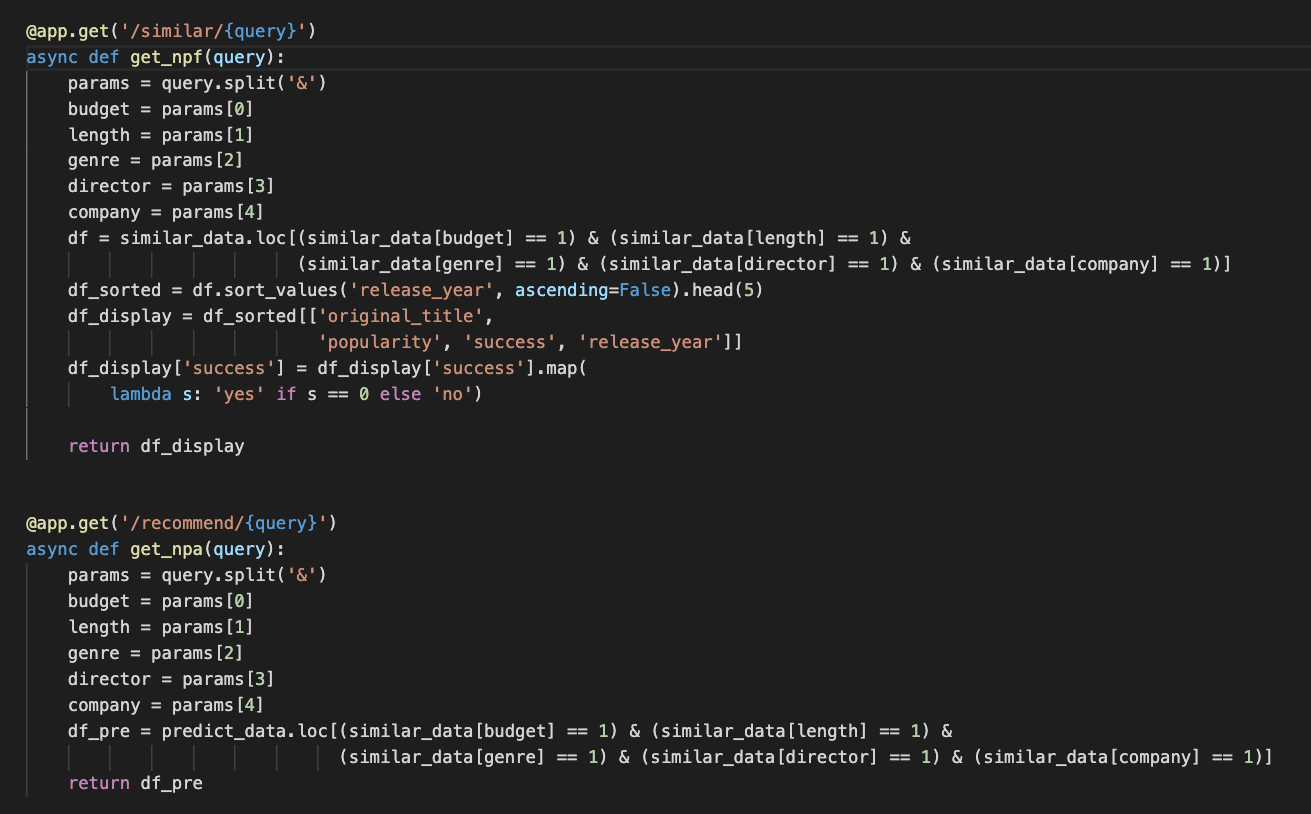 @app.get('/similar/{query}')
async def get_npf(query):
    params = query.split('&')
    budget = params[0]
    length = params[1]
    genre = params[2]
    director = params[3]
    company = params[4]
    df = similar_data.loc[(similar_data[budget] == 1) & (similar_data[length] == 1) &
                          (similar_data[genre] == 1) & (similar_data[director] == 1) & (similar_data[company] == 1)]
    df_sorted = df.sort_values('release_year', ascending=False).head(5)
    df_display = df_sorted[['original_title',
                            'popularity', 'success', 'release_year']]
    df_display['success'] = df_display['success'].map(
        lambda s: 'yes' if s == 0 else 'no')

    return df_display


@app.get('/recommend/{query}')
async def get_npa(query):
    params = query.split('&')
    budget = params[0]
    length = params[1]
    genre = params[2]
    director = params[3]
    company = params[4]
    df_pre = predict_data.loc[(similar_data[budget] == 1) & (similar_data[length] == 1) &
                              (similar_data[genre] == 1) & (similar_data[director] == 1) & (similar_data[company] == 1)]
    return df_pre